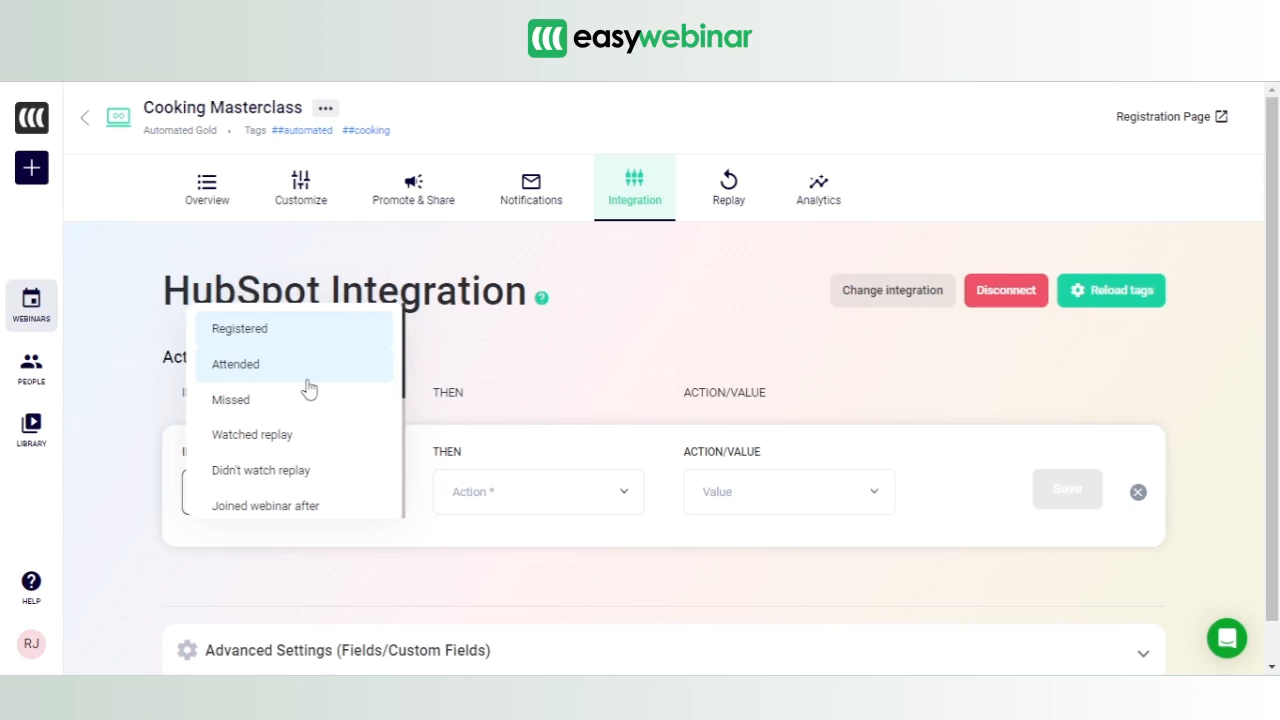 easywebinar
Cooking Masterclass
Automated Gold • Tags ##automated ##cooking
Registration Page
Overview
Customize
Promote & Share
Notifications
Integration
Replay
Analytics
WEBINARS
PEOPLE
LIBRARY
HELP
RJ
HubSpot Integration
Change integration
Disconnect
Reload tags
Act
THEN
ACTION/VALUE
Registered
Attended
Missed
Watched replay
Didn't watch replay
Joined webinar after
THEN
ACTION/VALUE
Action *
Value
Save
Advanced Settings (Fields/Custom Fields)